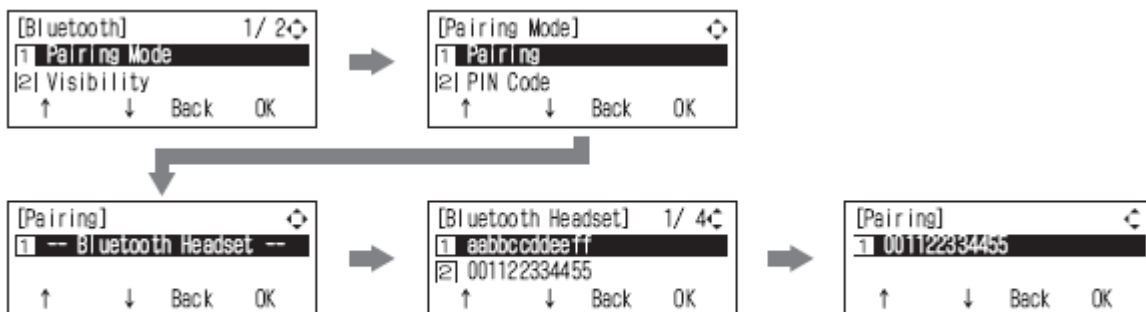 [Bluetooth] 1/ 2
1 Pairing Mode
2 Visibility
↑ ↓ Back OK
[Pairing Mode]
1 Pairing
2 PIN Code
↑ ↓ Back OK
[Pairing]
1 -- Bluetooth Headset --
↑ ↓ Back OK
[Bluetooth Headset] 1/ 4
1 aabbccddeeff
2 001122334455
↑ ↓ Back OK
[Pairing]
1 001122334455
↑ ↓ Back OK